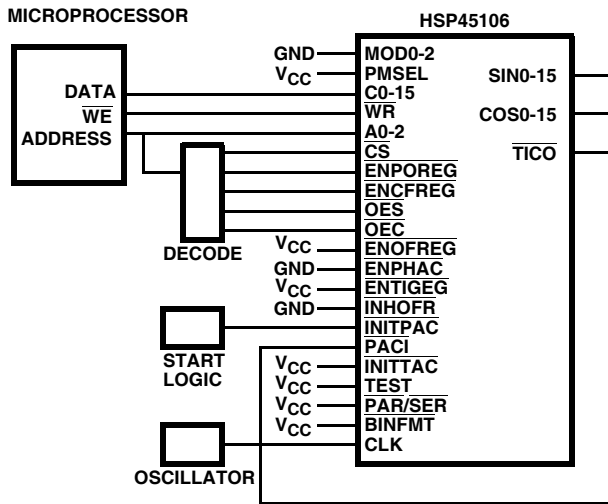 MICROPROCESSOR
HSP45106
DATA
WE
ADDRESS
DECODE
START
LOGIC
OSCILLATOR
GND MOD0-2
VCC PMSEL
C0-15
WR
A0-2
CS
ENPOREG
ENCFREG
OES
OEC
VCC ENOFREG
GND ENPHAC
VCC ENTIGEG
GND INHOFR
INITPAC
PACI
VCC INITTAC
VCC TEST
VCC PAR/SER
VCC BINFMT
CLK
SIN0-15
COS0-15
TICO